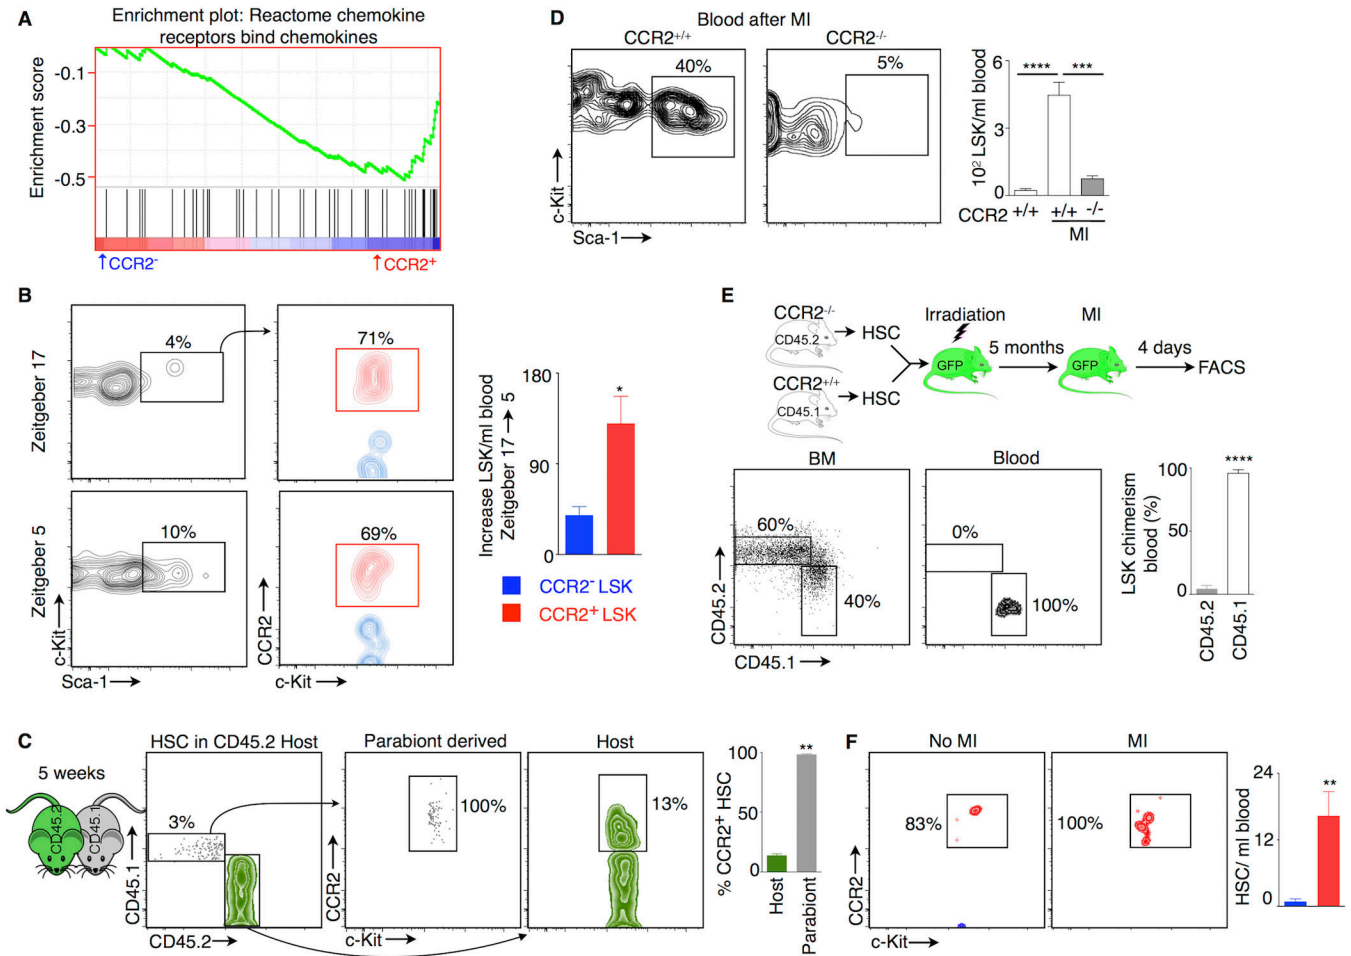 A
Enrichment plot: Reactome chemokine
receptors bind chemokines
Enrichment score
-0.1
-0.3
-0.5
↑CCR2-
↑CCR2+
B
Zeitgeber 17
4%
71%
Zeitgeber 5
10%
69%
c-Kit
Sca-1
CCR2
c-Kit
Increase LSK/ml blood
Zeitgeber 17 → 5
180
90
0
*
CCR2- LSK
CCR2+ LSK
C
5 weeks
CD45.2
CD45.1
HSC in CD45.2 Host
3%
CD45.1
CD45.2
Parabiont derived
100%
CCR2
c-Kit
Host
13%
% CCR2+ HSC
100
50
0
**
Host
Parabiont
D
Blood after MI
CCR2+/+
CCR2-/-
40%
5%
c-Kit
Sca-1
10^2 LSK/ml blood
6
3
0
**** ***
CCR2 +/+ +/+ -/-
MI
E
CCR2-/-
CD45.2
HSC
CCR2+/+
CD45.1
HSC
Irradiation
GFP
5 months
MI
GFP
4 days
FACS
BM
60%
40%
CD45.2
CD45.1
Blood
0%
100%
LSK chimerism
blood (%)
100
50
0
****
CD45.2
CD45.1
F
No MI
83%
CCR2
c-Kit
MI
100%
HSC/ ml blood
24
12
0
**